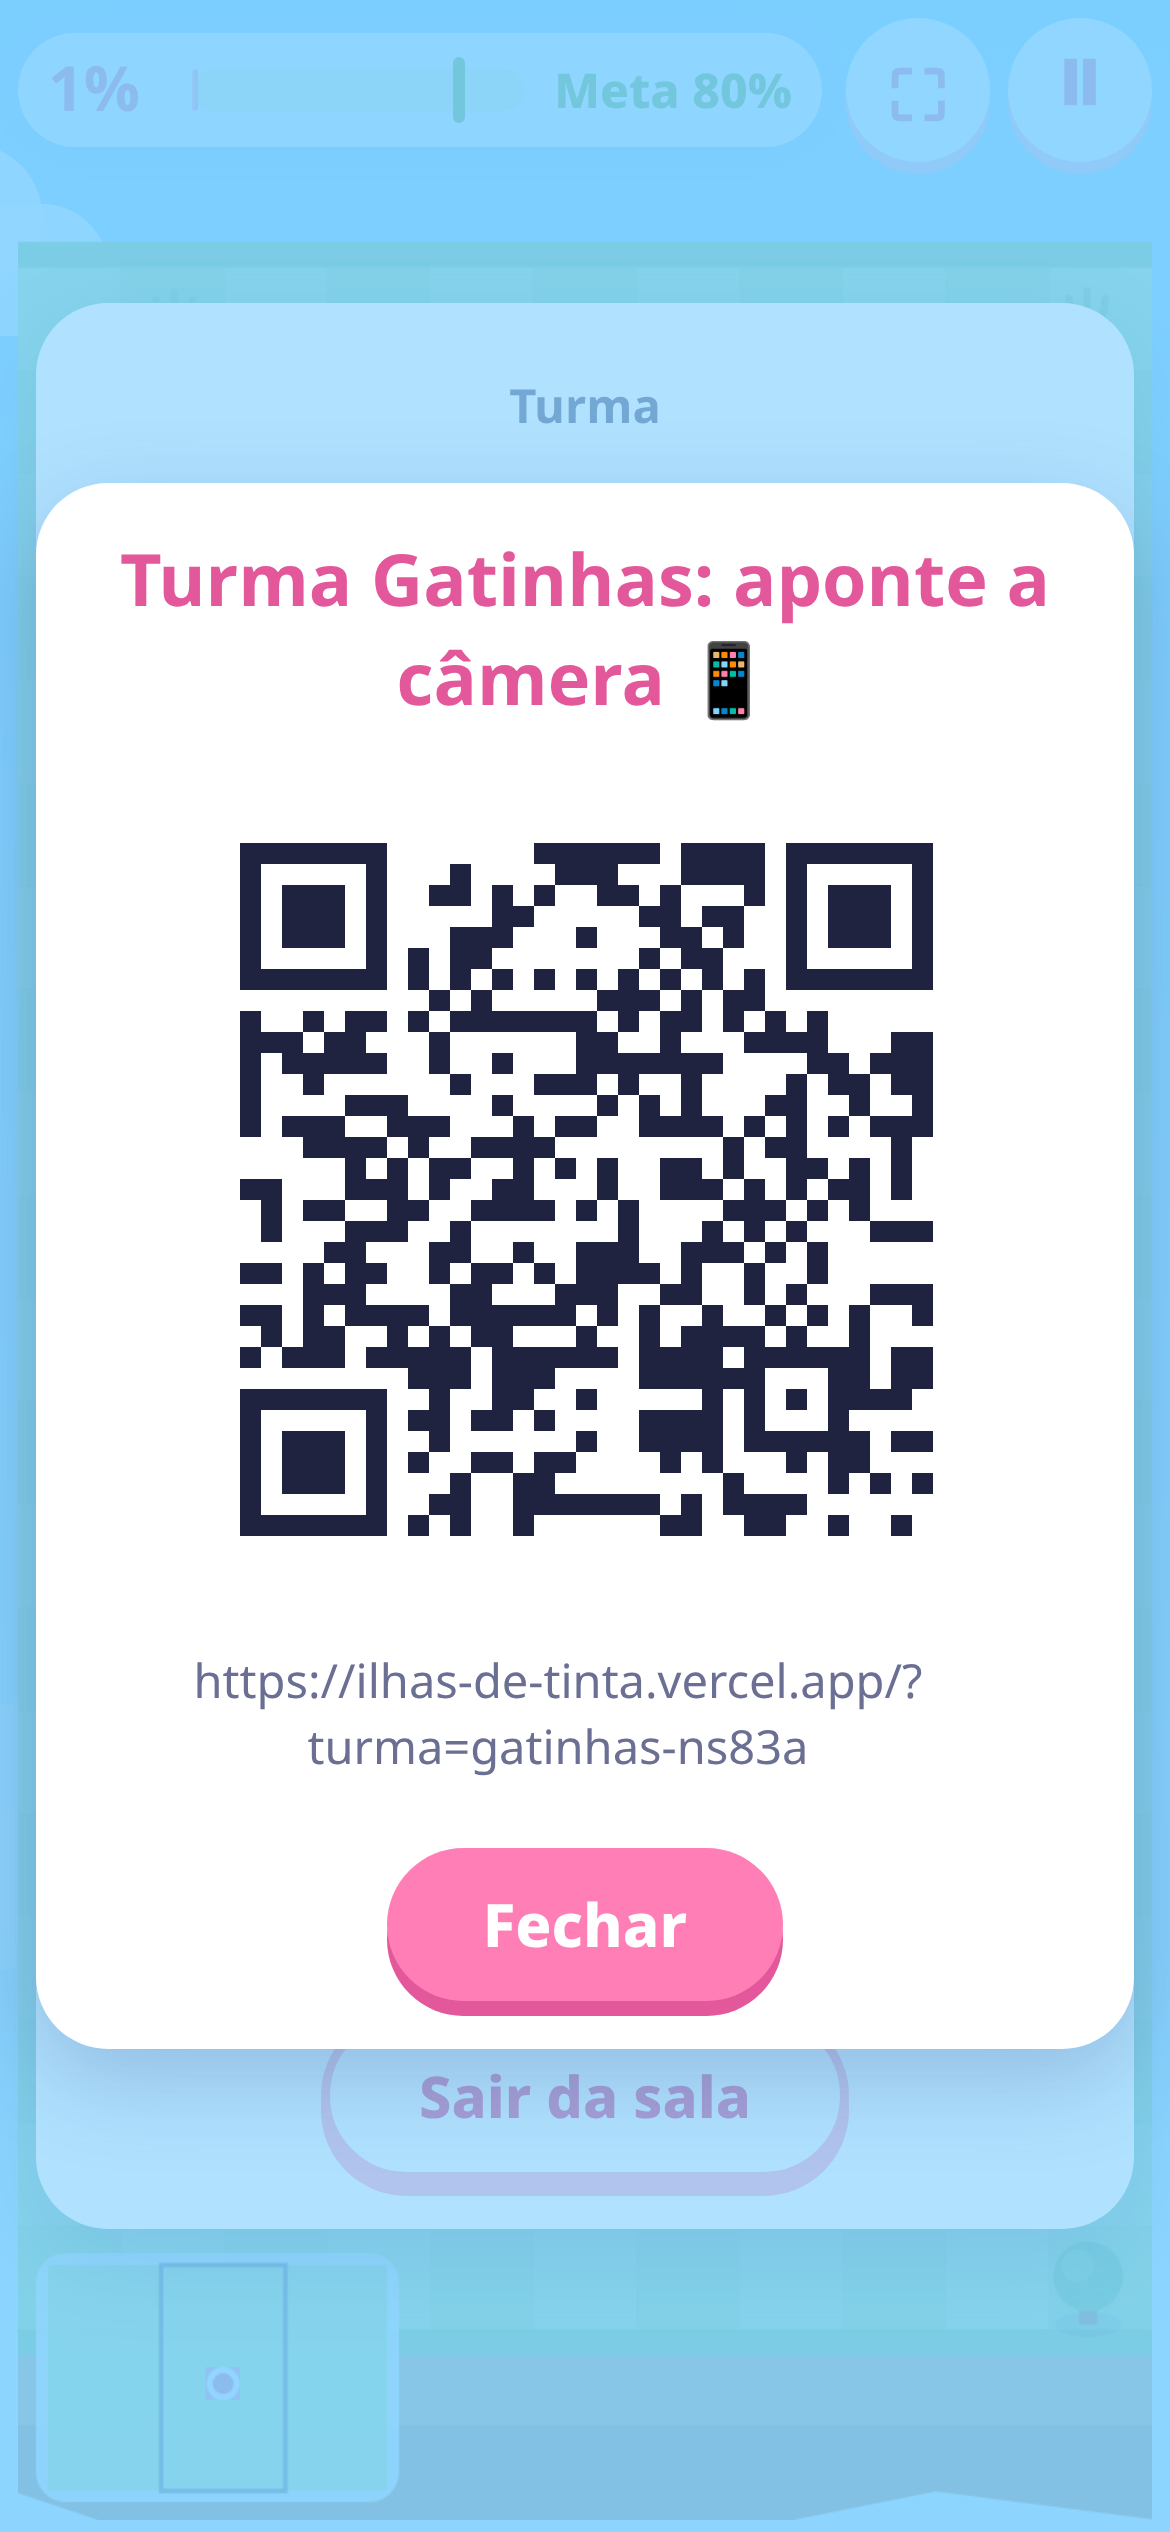 1%
Meta 80%
Turma
Turma Gatinhas: aponte a
câmera 📱
https://ilhas-de-tinta.vercel.app/?
turma=gatinhas-ns83a
Fechar
Sair da sala